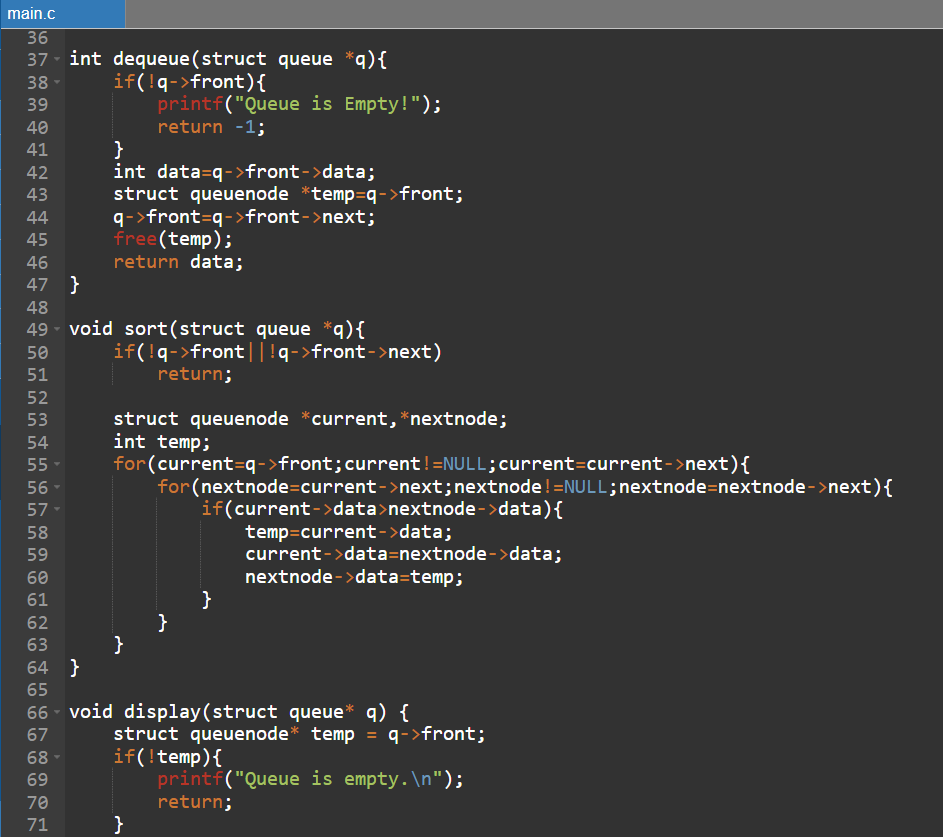 main.c
36
37 int dequeue(struct queue *q){
38     if(!q->front){
39         printf("Queue is Empty!");
40         return -1;
41     }
42     int data=q->front->data;
43     struct queuenode *temp=q->front;
44     q->front=q->front->next;
45     free(temp);
46     return data;
47 }
48
49 void sort(struct queue *q){
50     if(!q->front||!q->front->next)
51         return;
52
53     struct queuenode *current,*nextnode;
54     int temp;
55     for(current=q->front;current!=NULL;current=current->next){
56         for(nextnode=current->next;nextnode!=NULL;nextnode=nextnode->next){
57             if(current->data>nextnode->data){
58                 temp=current->data;
59                 current->data=nextnode->data;
60                 nextnode->data=temp;
61             }
62         }
63     }
64 }
65
66 void display(struct queue* q) {
67     struct queuenode* temp = q->front;
68     if(!temp){
69         printf("Queue is empty.\n");
70         return;
71     }